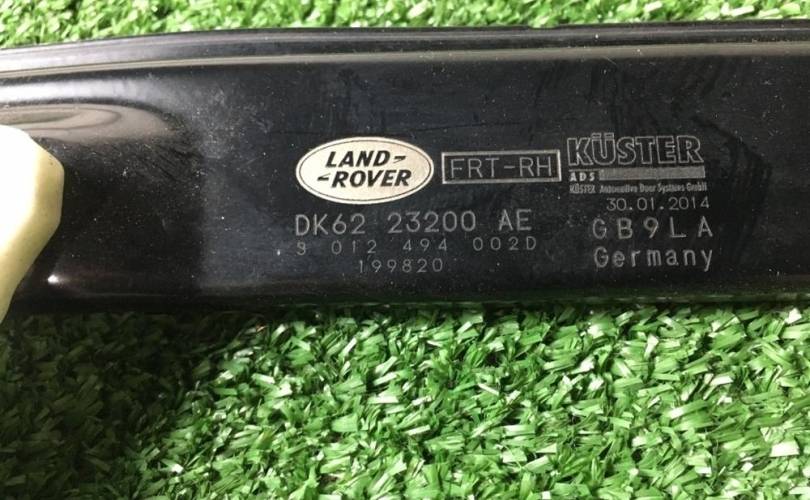 LAND-
-ROVER
FRT-RH
KÜSTER
ADS
KÜSTER Automotive Door Systems GmbH
30.01.2014
DK62 23200 AE
GB9LA
3 012 494 002D
199820
Germany